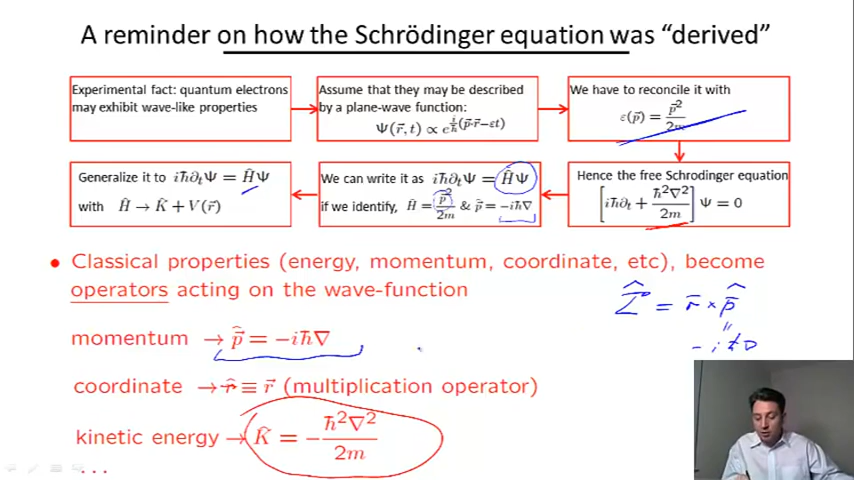 A reminder on how the Schrödinger equation was “derived”
Experimental fact: quantum electrons
may exhibit wave-like properties
Assume that they may be described
by a plane-wave function:
Ψ(r⃗, t) ∝ e^{(i/ħ)(p⃗·r⃗−εt)}
We have to reconcile it with
ε(p⃗) = p⃗²/2m
Generalize it to iħ∂ₜΨ = ĤΨ
with Ĥ → K̂ + V(r⃗)
We can write it as iħ∂ₜΨ = ĤΨ
if we identify, Ĥ = p̂⃗²/2m & p̂⃗ = −iħ∇
Hence the free Schrodinger equation
[iħ∂ₜ + ħ²∇²/2m] Ψ = 0
• Classical properties (energy, momentum, coordinate, etc), become
operators acting on the wave-function
L̂⃗ = r⃗ × p̂⃗
momentum → p̂⃗ = −iħ∇
= −iħ∇
coordinate → r̂ ≡ r⃗ (multiplication operator)
kinetic energy → K̂ = −ħ²∇²/2m
...